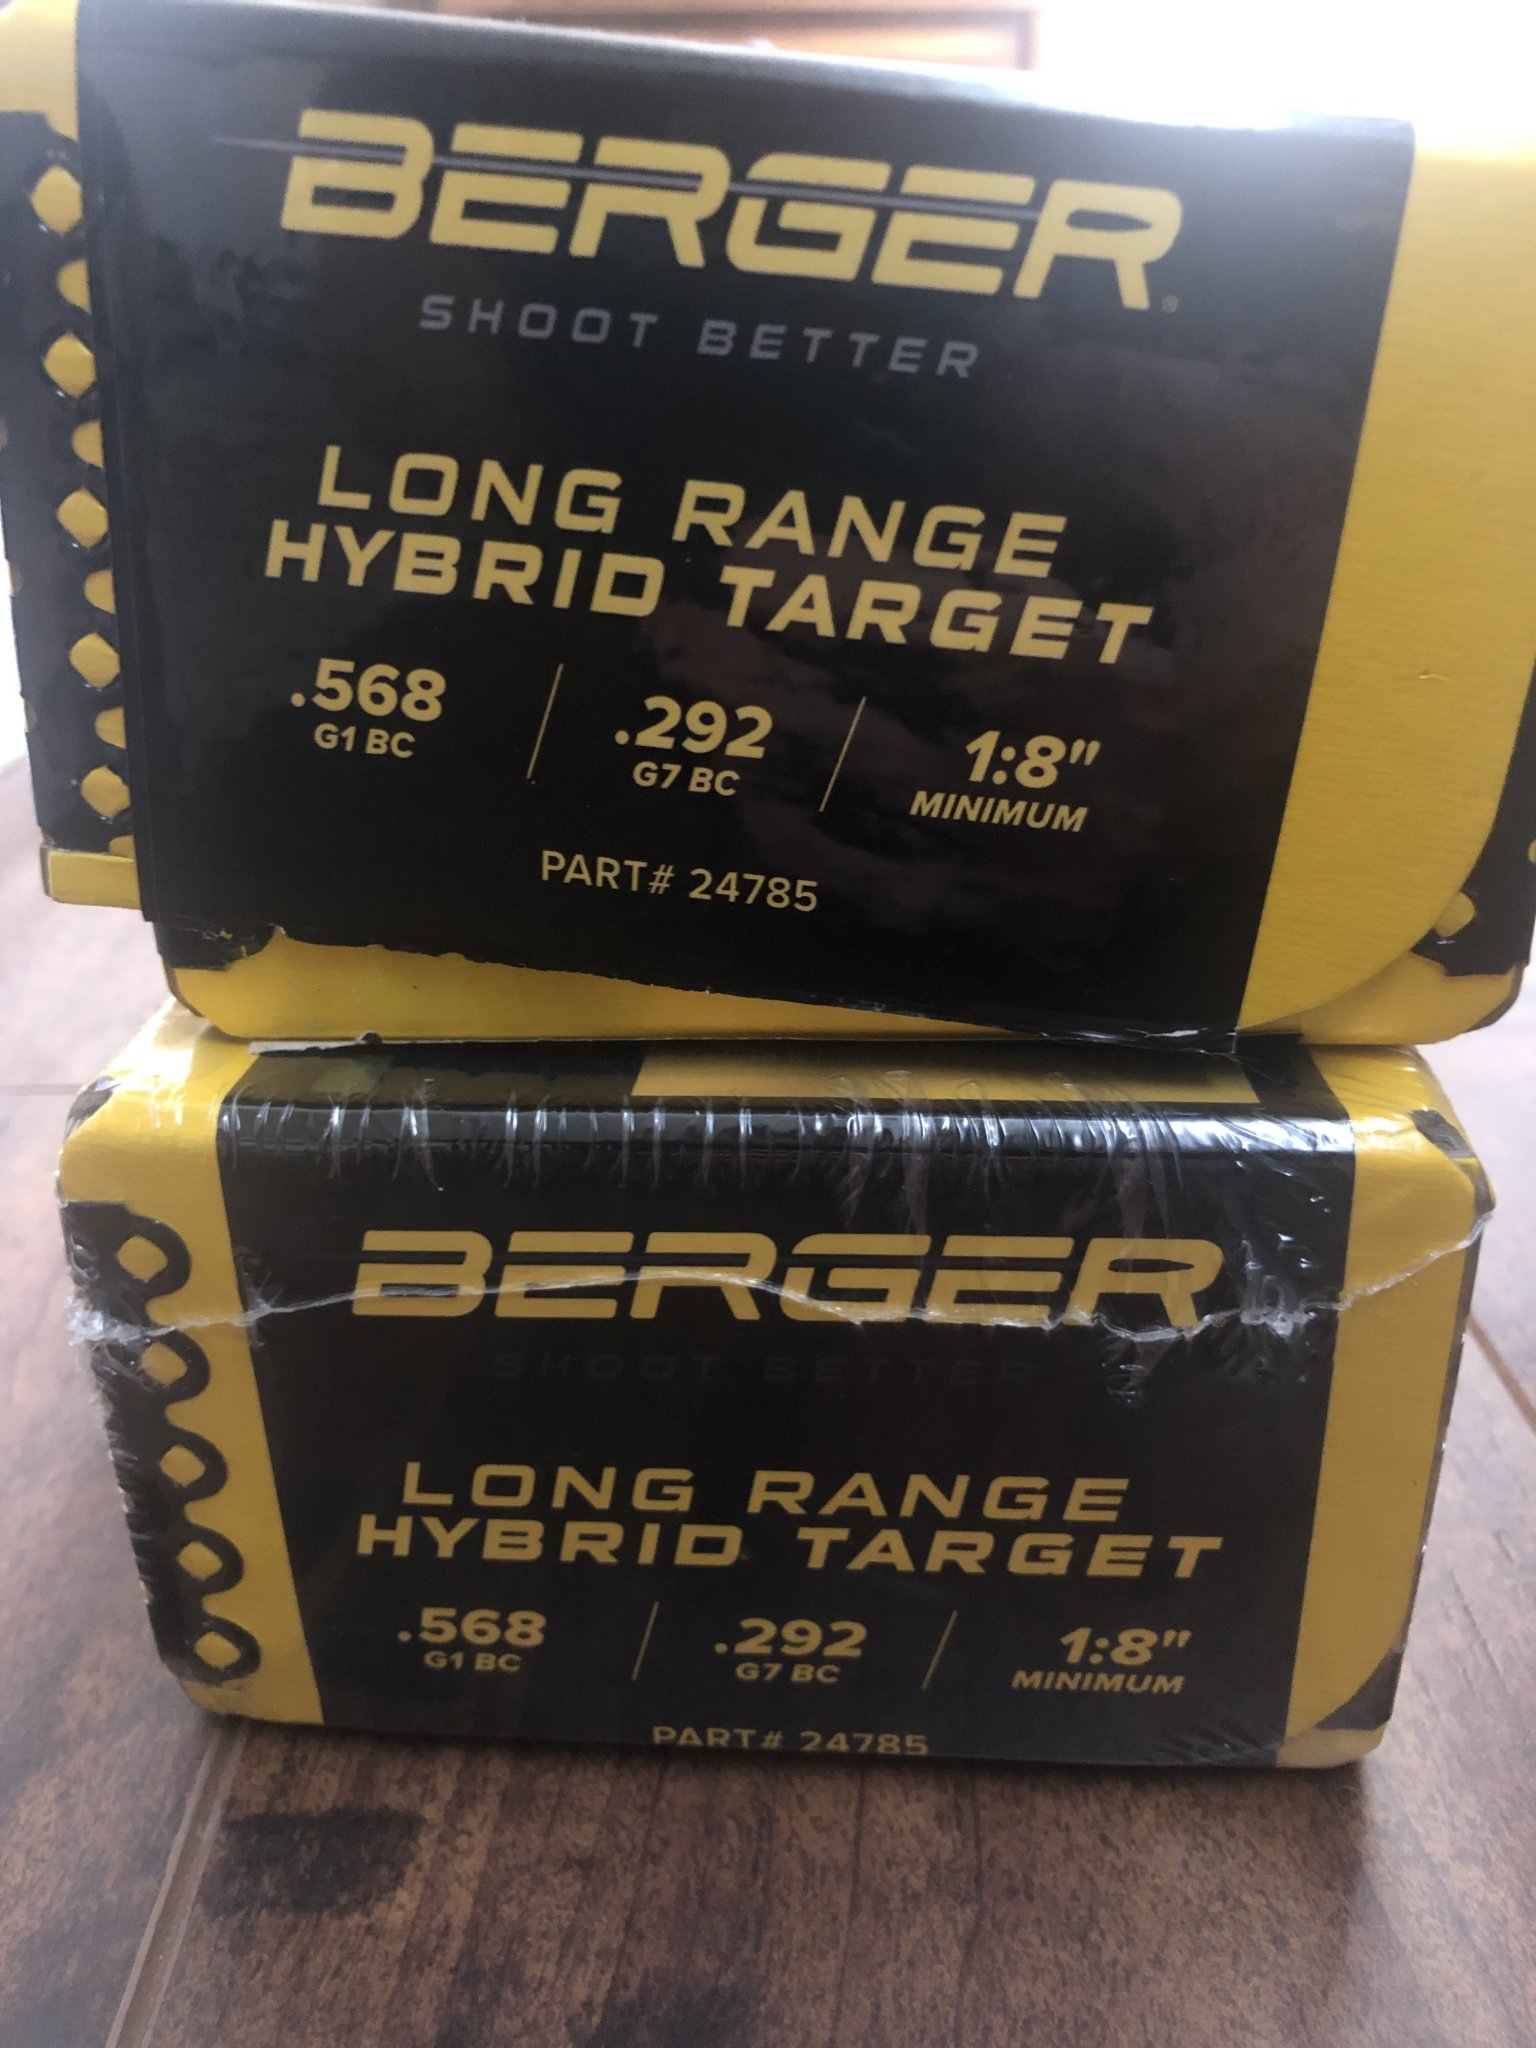 BERGER
SHOOT BETTER
LONG RANGE
HYBRID TARGET
.568
G1 BC
.292
G7 BC
1:8"
MINIMUM
PART# 24785
BERGER
SHOOT BETTER
LONG RANGE
HYBRID TARGET
.568
G1 BC
.292
G7 BC
1:8"
MINIMUM
PART# 24785